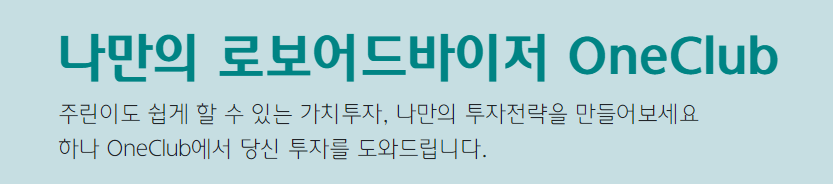 나만의 로보어드바이저 OneClub
주린이도 쉽게 할 수 있는 가치투자, 나만의 투자전략을 만들어보세요
하나 OneClub에서 당신 투자를 도와드립니다.